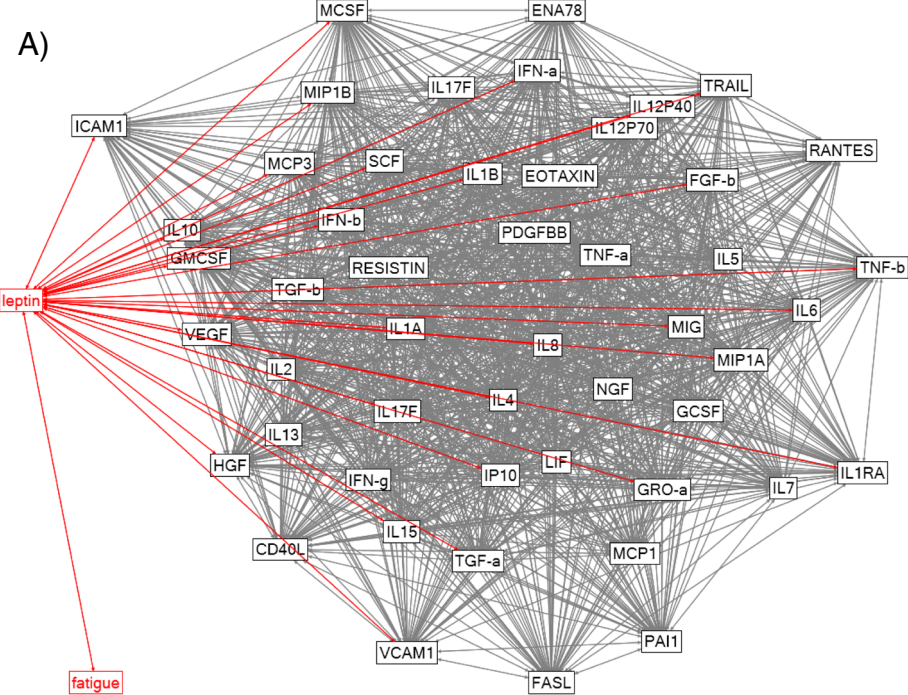 MCSF
ENA78
A)
IFN-a
MIP1B
IL17F
TRAIL
IL12P40
ICAM1
IL12P70
RANTES
MCP3
SCF
IL1B
EOTAXIN
FGF-b
IL10
IFN-b
PDGFBB
GMCSF
TNF-a
IL5
RESISTIN
TNF-b
TGF-b
leptin
IL6
VEGF
IL1A
MIG
IL8
MIP1A
IL2
NGF
IL4
IL17F
GCSF
IL13
HGF
LIF
IFN-g
IP10
IL1RA
GRO-a
IL7
IL15
CD40L
TGF-a
MCP1
PAI1
VCAM1
fatigue
FASL